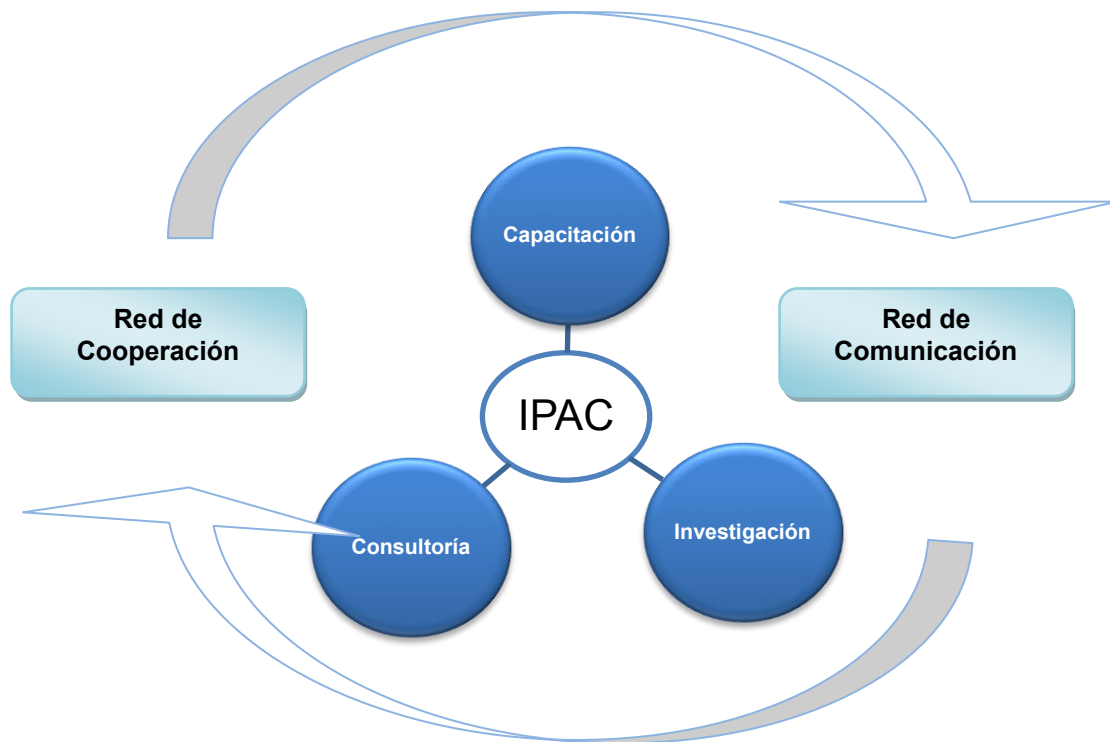 Capacitación
Red de
Cooperación
Red de
Comunicación
IPAC
Consultoría
Investigación